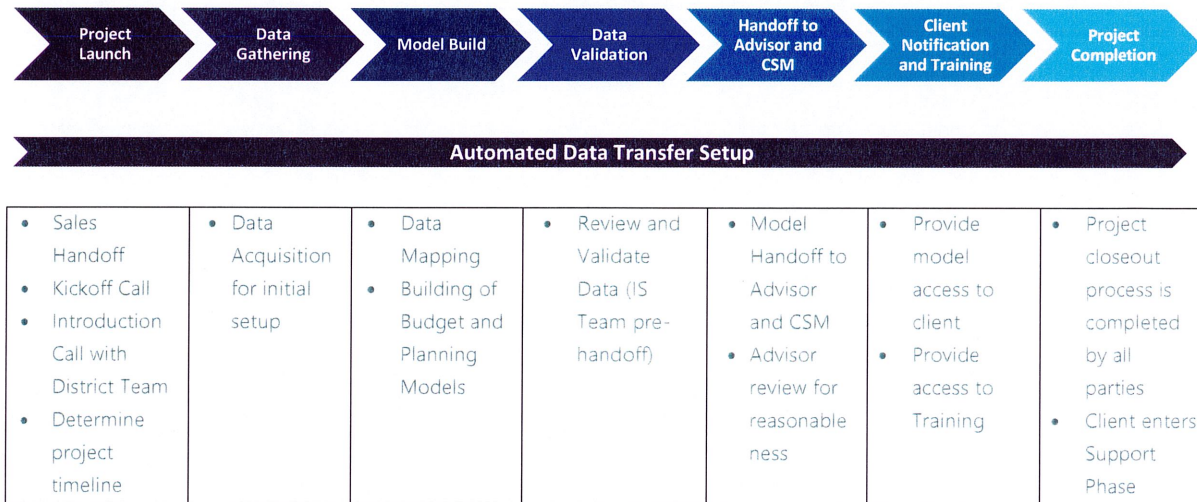 Project
Launch
Data
Gathering
Model Build
Data
Validation
Handoff to
Advisor and
CSM
Client
Notification
and Training
Project
Completion
Automated Data Transfer Setup
• Sales
Handoff
• Kickoff Call
• Introduction
Call with
District Team
• Determine
project
timeline
• Data
Acquisition
for initial
setup
• Data
Mapping
• Building of
Budget and
Planning
Models
• Review and
Validate
Data (IS
Team pre-
handoff)
• Model
Handoff to
Advisor
and CSM
• Advisor
review for
reasonable
ness
• Provide
model
access to
client
• Provide
access to
Training
• Project
closeout
process is
completed
by all
parties
• Client enters
Support
Phase